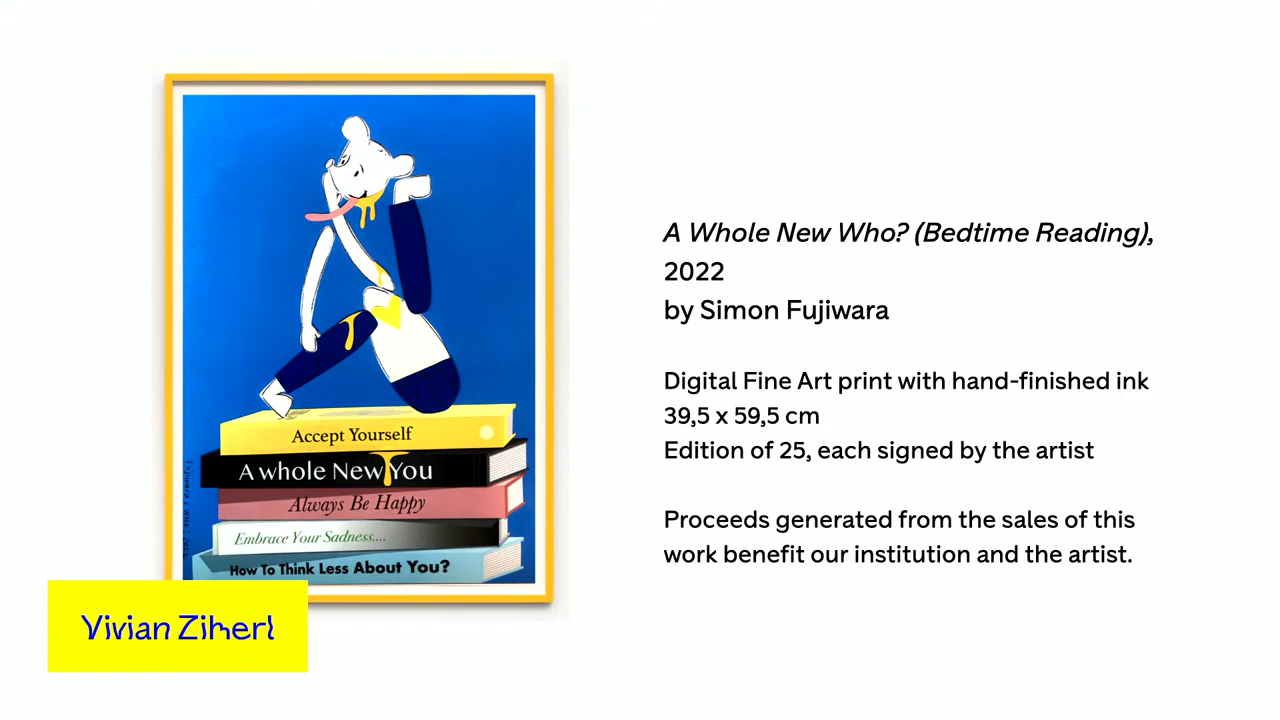 Accept Yourself
A whole New You
Always Be Happy
Embrace Your Sadness....
How To Think Less About You?
A Whole New Who? (Bedtime Reading),
2022
by Simon Fujiwara
Digital Fine Art print with hand-finished ink
39,5 x 59,5 cm
Edition of 25, each signed by the artist
Proceeds generated from the sales of this
work benefit our institution and the artist.
Vivian Ziherl